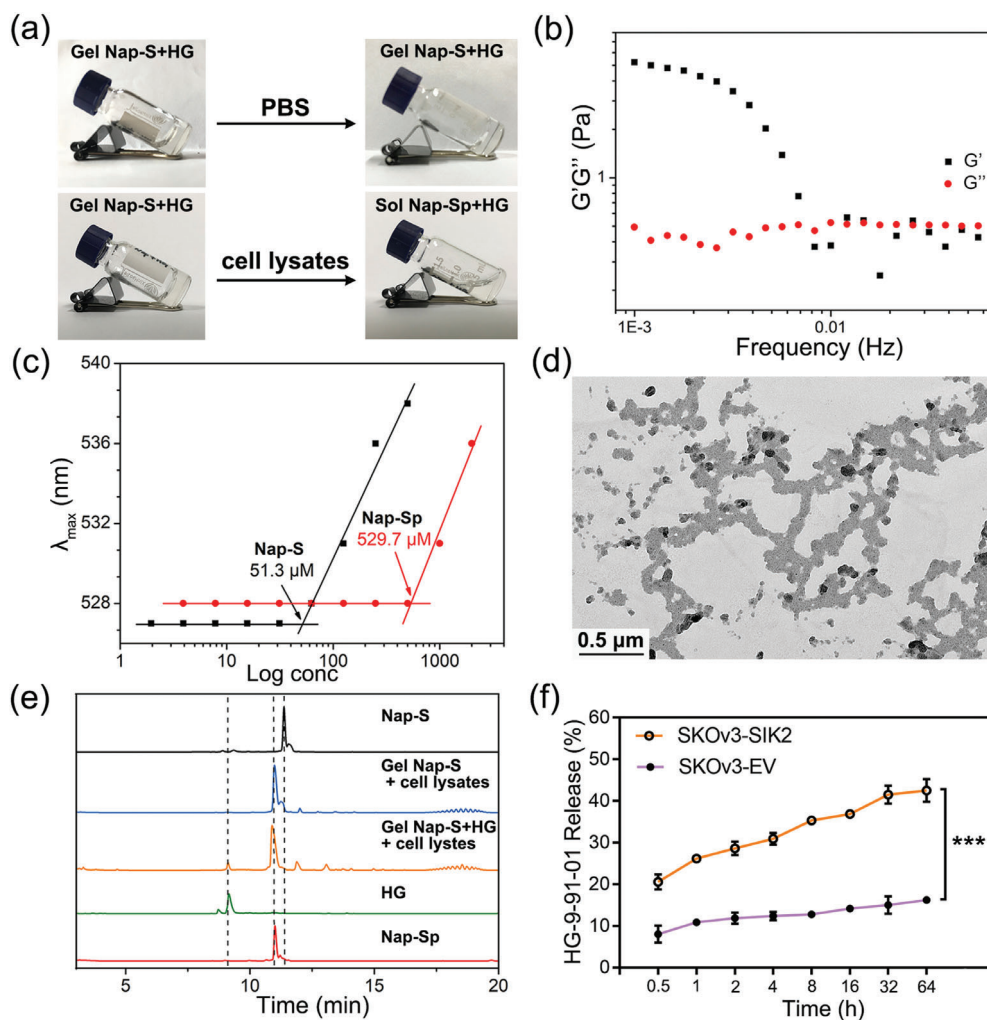 (a)
Gel Nap-S+HG
PBS
Gel Nap-S+HG
Gel Nap-S+HG
cell lysates
Sol Nap-Sp+HG
(b)
G'G'' (Pa)
1
G'
G''
1E-3
0.01
Frequency (Hz)
(c)
λmax (nm)
540
536
532
528
Nap-S
51.3 µM
Nap-Sp
529.7 µM
1
10
100
1000
Log conc
(d)
0.5 µm
(e)
Nap-S
Gel Nap-S
+ cell lysates
Gel Nap-S+HG
+ cell lystes
HG
Nap-Sp
5
10
15
20
Time (min)
(f)
HG-9-91-01 Release (%)
60
50
40
30
20
10
0
SKOv3-SIK2
SKOv3-EV
***
0.5
1
2
4
8
16
32
64
Time (h)